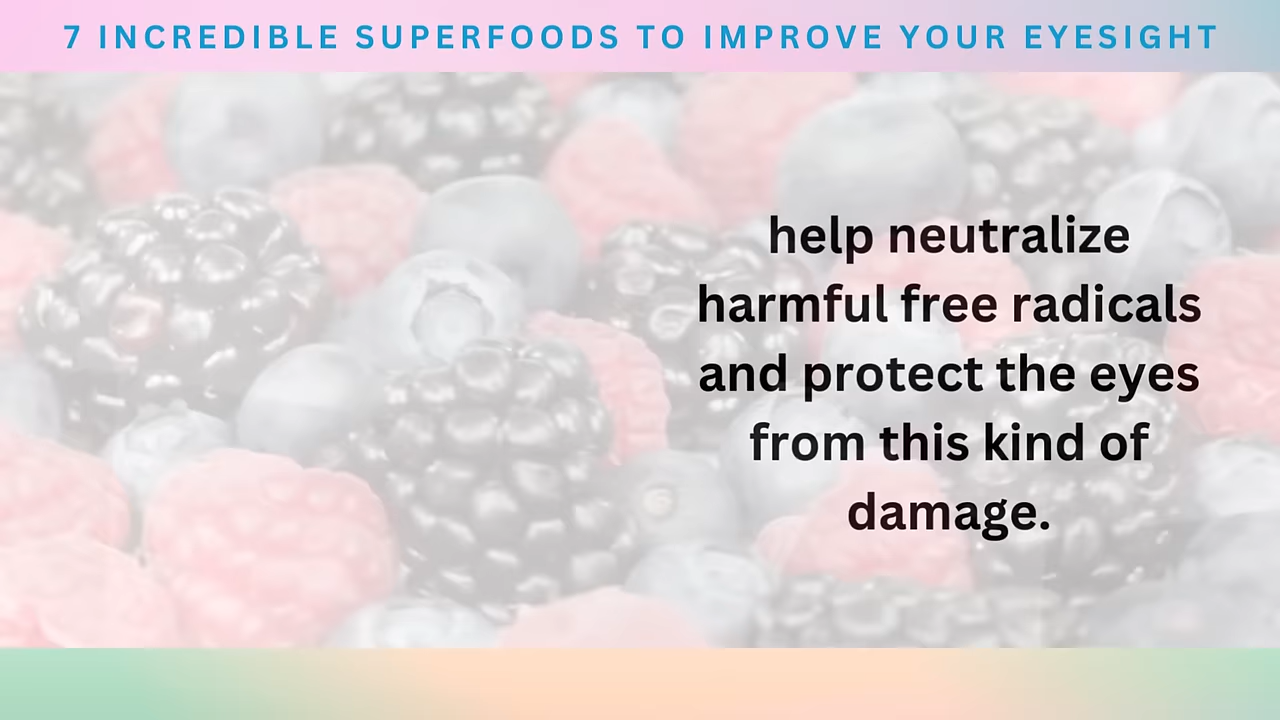 7 INCREDIBLE SUPERFOODS TO IMPROVE YOUR EYESIGHT
help neutralize
harmful free radicals
and protect the eyes
from this kind of
damage.